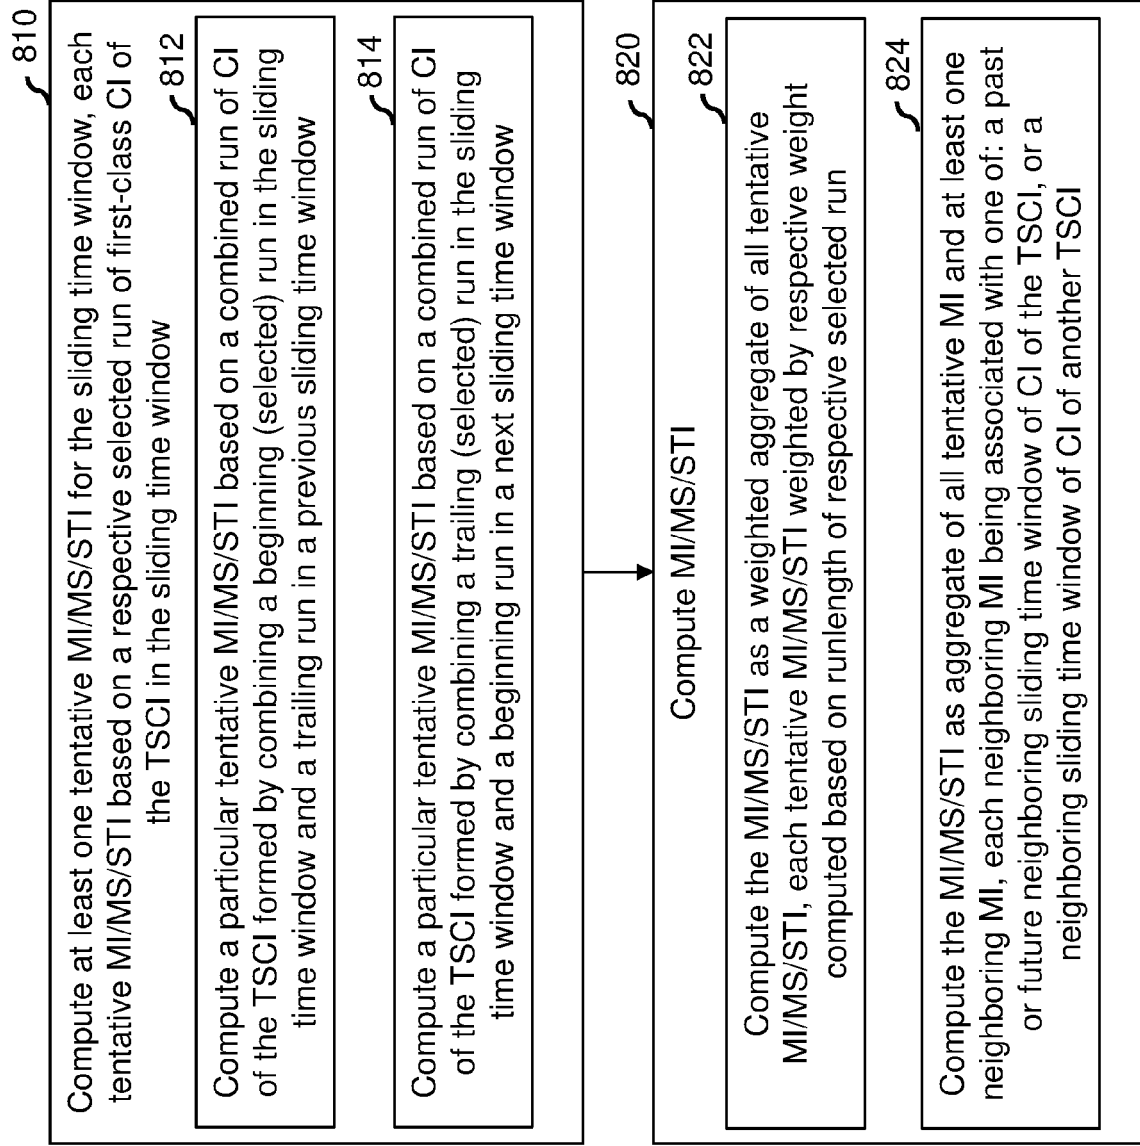 810
Compute at least one tentative MI/MS/STI for the sliding time window, each
tentative MI/MS/STI based on a respective selected run of first-class CI of
the TSCI in the sliding time window
812
Compute a particular tentative MI/MS/STI based on a combined run of CI
of the TSCI formed by combining a beginning (selected) run in the sliding
time window and a trailing run in a previous sliding time window
814
Compute a particular tentative MI/MS/STI based on a combined run of CI
of the TSCI formed by combining a trailing (selected) run in the sliding
time window and a beginning run in a next sliding time window
820
Compute MI/MS/STI
822
Compute the MI/MS/STI as a weighted aggregate of all tentative
MI/MS/STI, each tentative MI/MS/STI weighted by respective weight
computed based on runlength of respective selected run
824
Compute the MI/MS/STI as aggregate of all tentative MI and at least one
neighboring MI, each neighboring MI being associated with one of: a past
or future neighboring sliding time window of CI of the TSCI, or a
neighboring sliding time window of CI of another TSCI